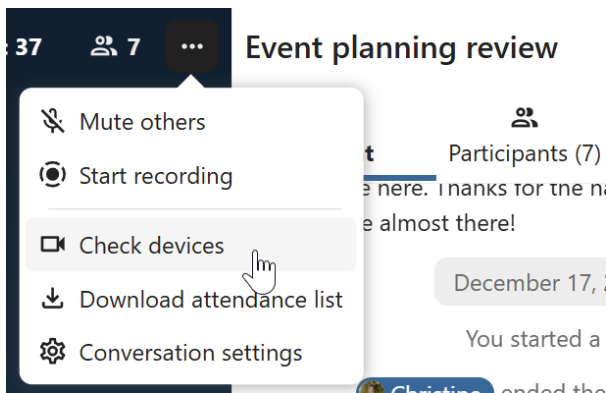 : 37 7 ... Event planning review
Mute others
Participants (7)
Start recording
here. Thanks for the
almost there!
Check devices
December 17,
Download attendance list
You started a
Conversation settings
Christine ended the